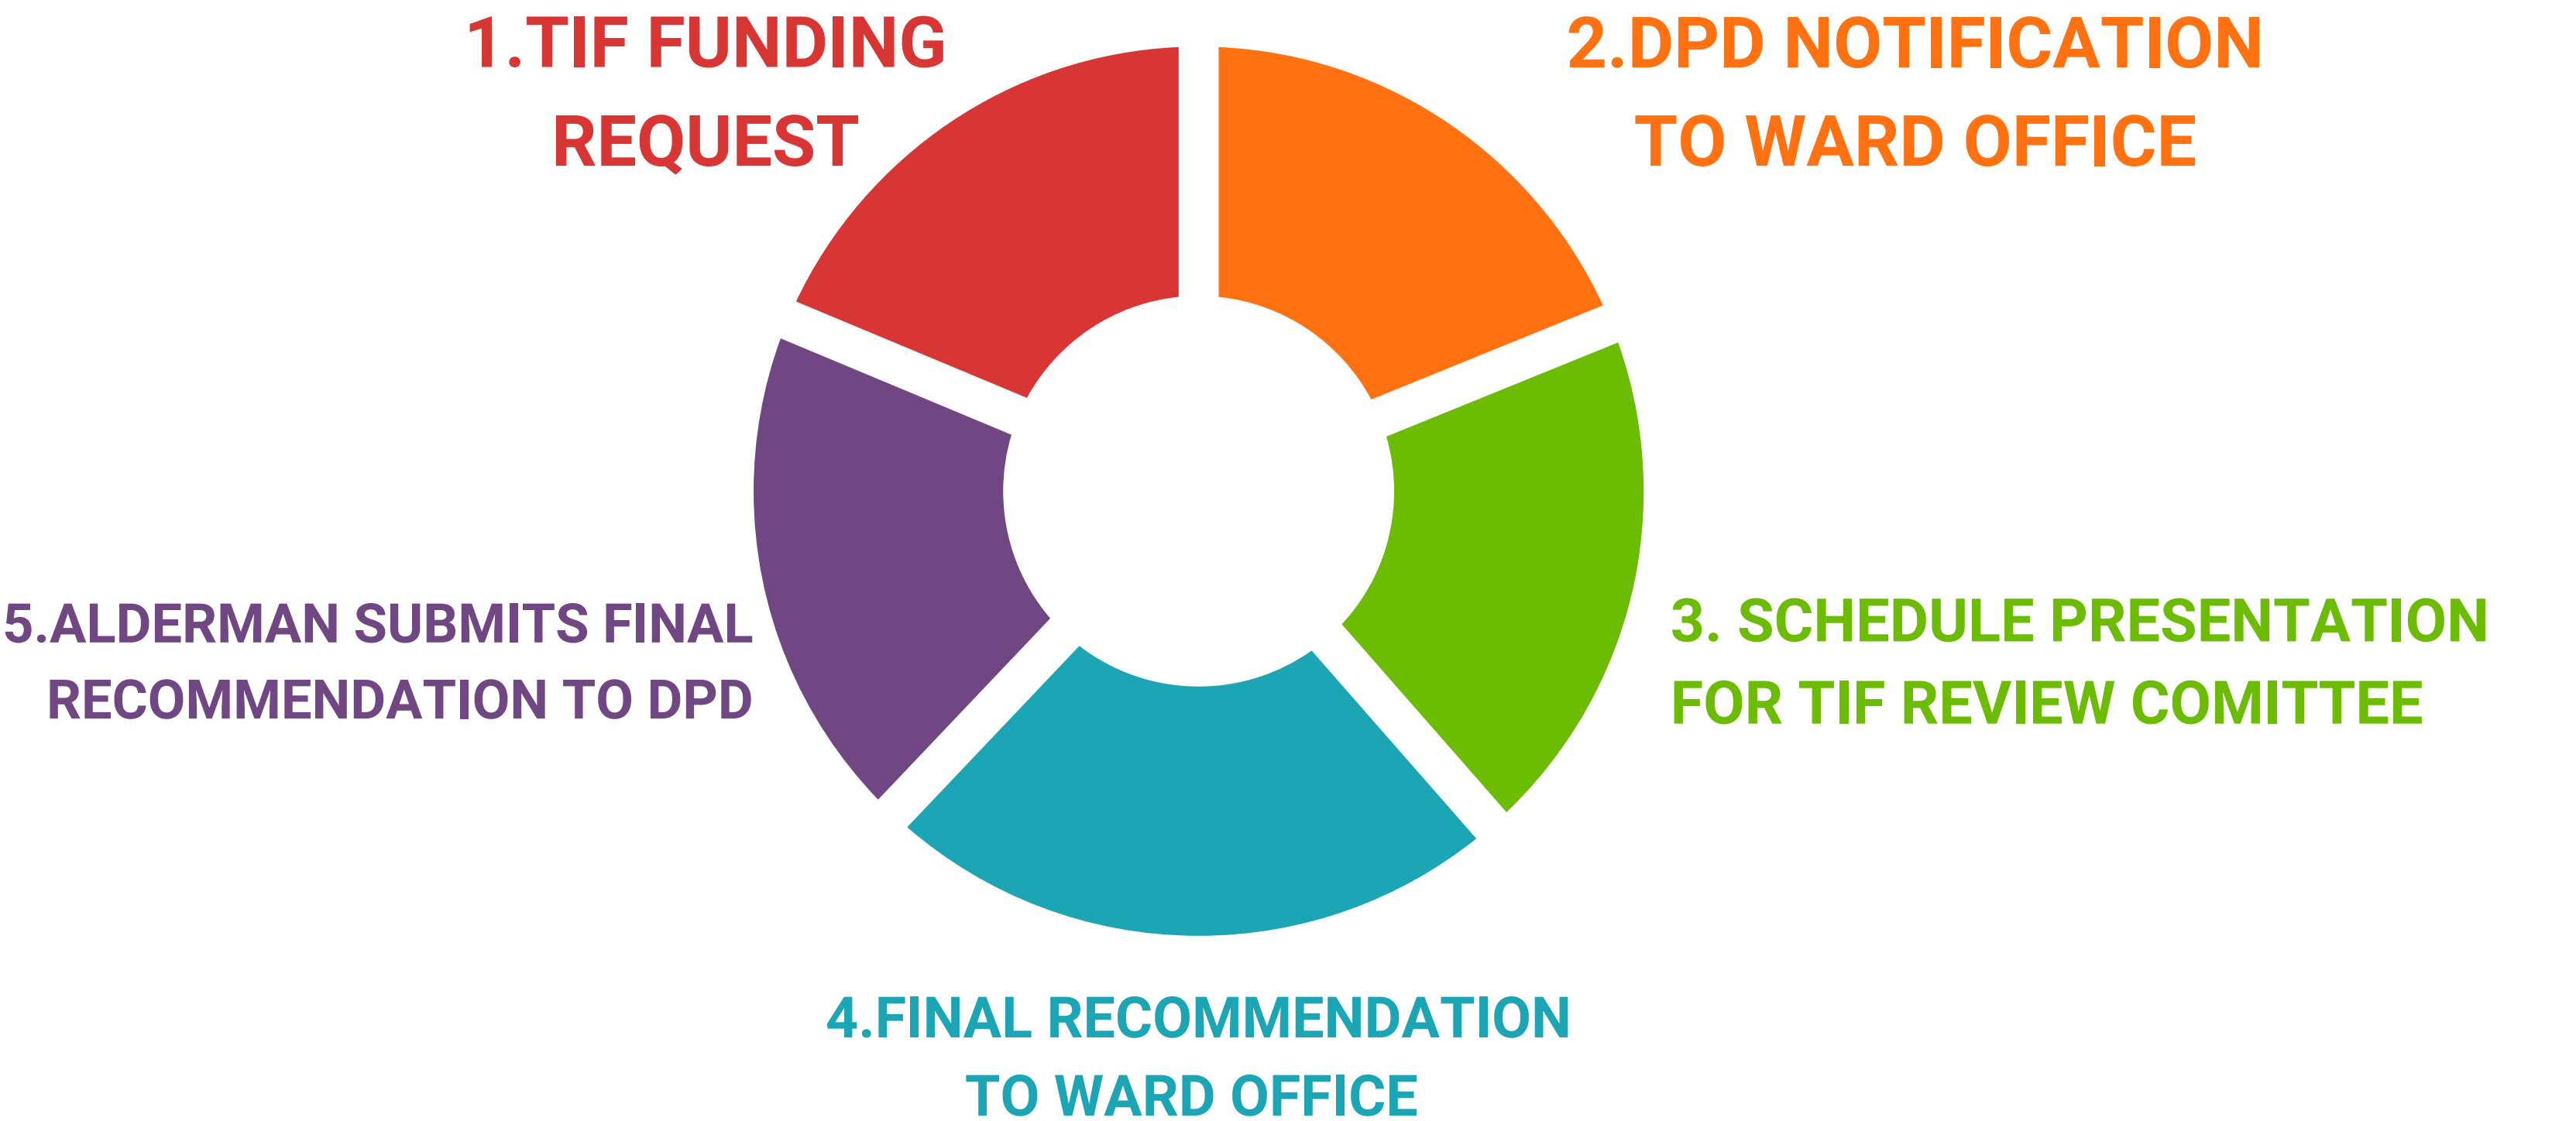 1.TIF FUNDING
REQUEST
2.DPD NOTIFICATION
TO WARD OFFICE
3. SCHEDULE PRESENTATION
FOR TIF REVIEW COMITTEE
4.FINAL RECOMMENDATION
TO WARD OFFICE
5.ALDERMAN SUBMITS FINAL
RECOMMENDATION TO DPD